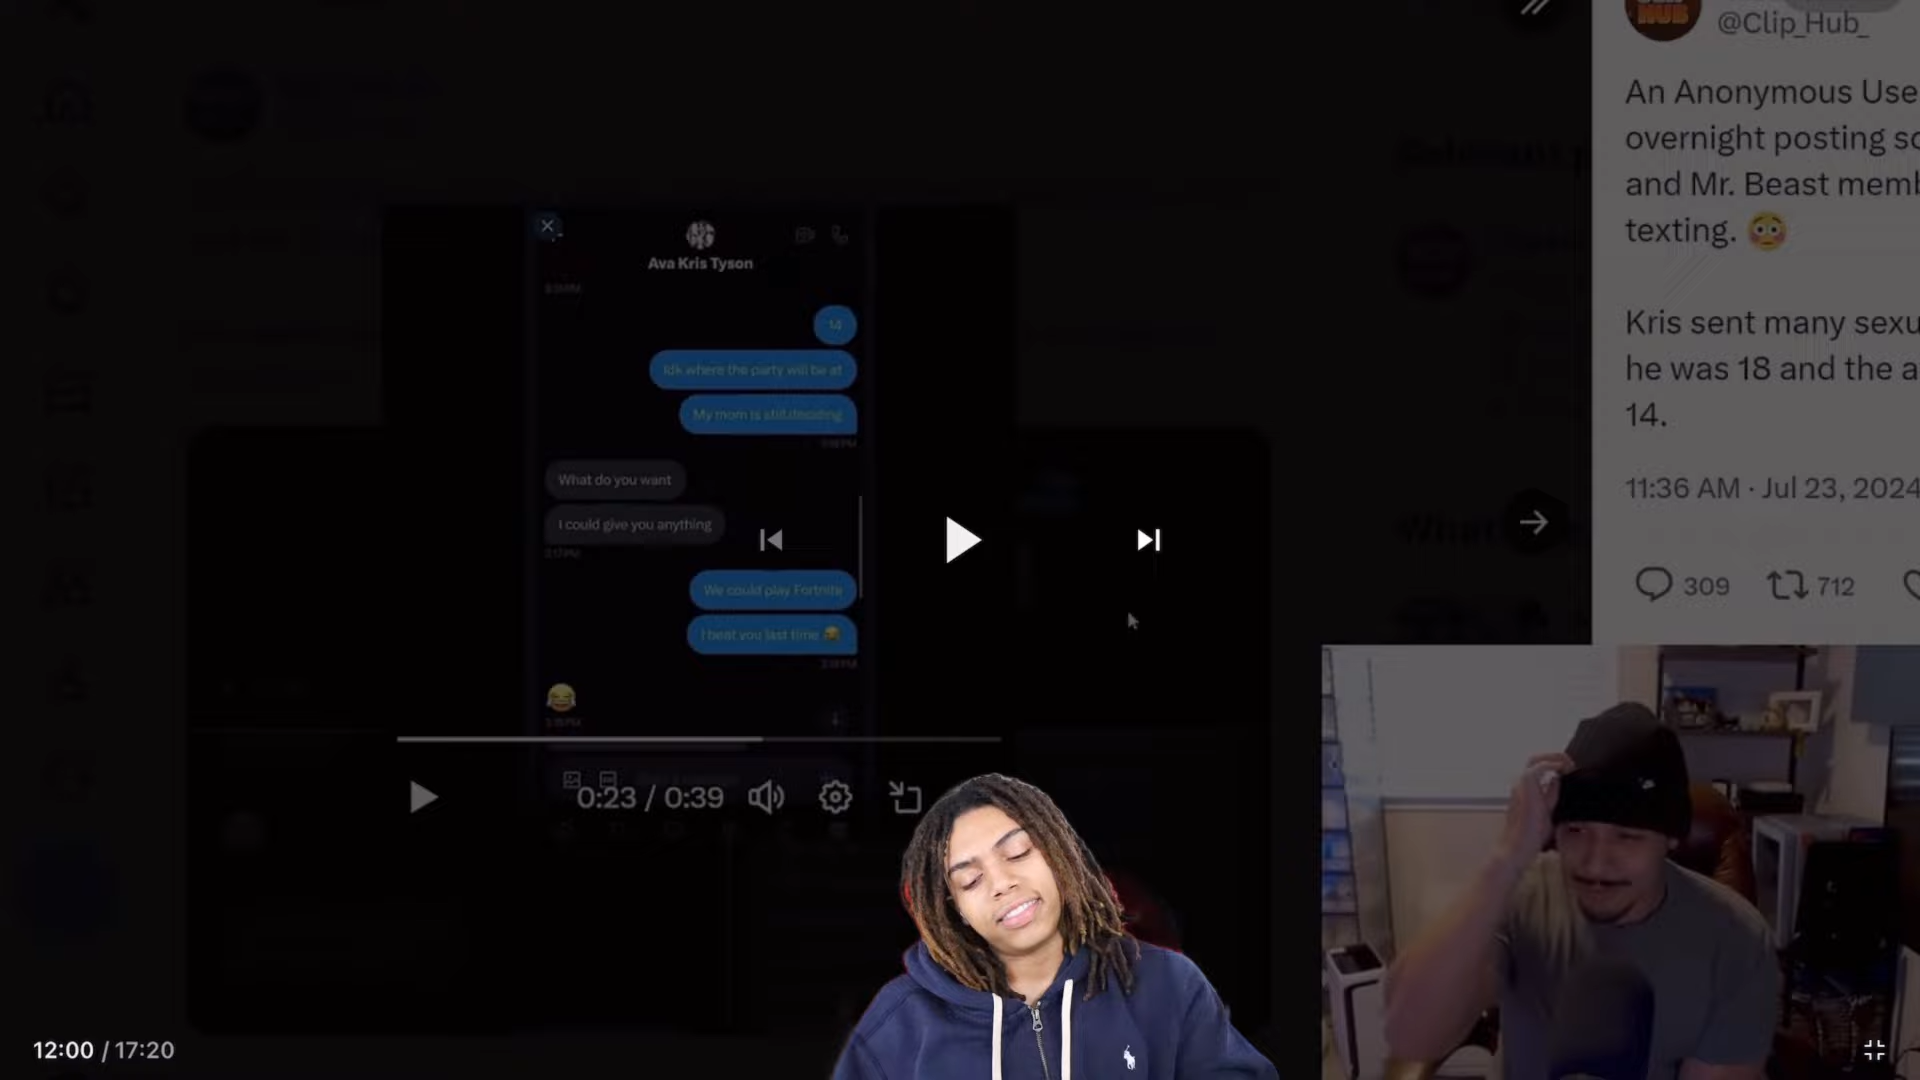 @Clip_Hub_
An Anonymous Use
overnight posting so
and Mr. Beast memb
texting. 😳
Kris sent many sexu
he was 18 and the a
14.
11:36 AM · Jul 23, 2024
309
712
Ava Kris Tyson
14
Idk where the party will be at
My mom is still deciding
What do you want
I could give you anything
We could play Fortnite
I beat you last time 😂
😂
0:23 / 0:39
12:00 / 17:20